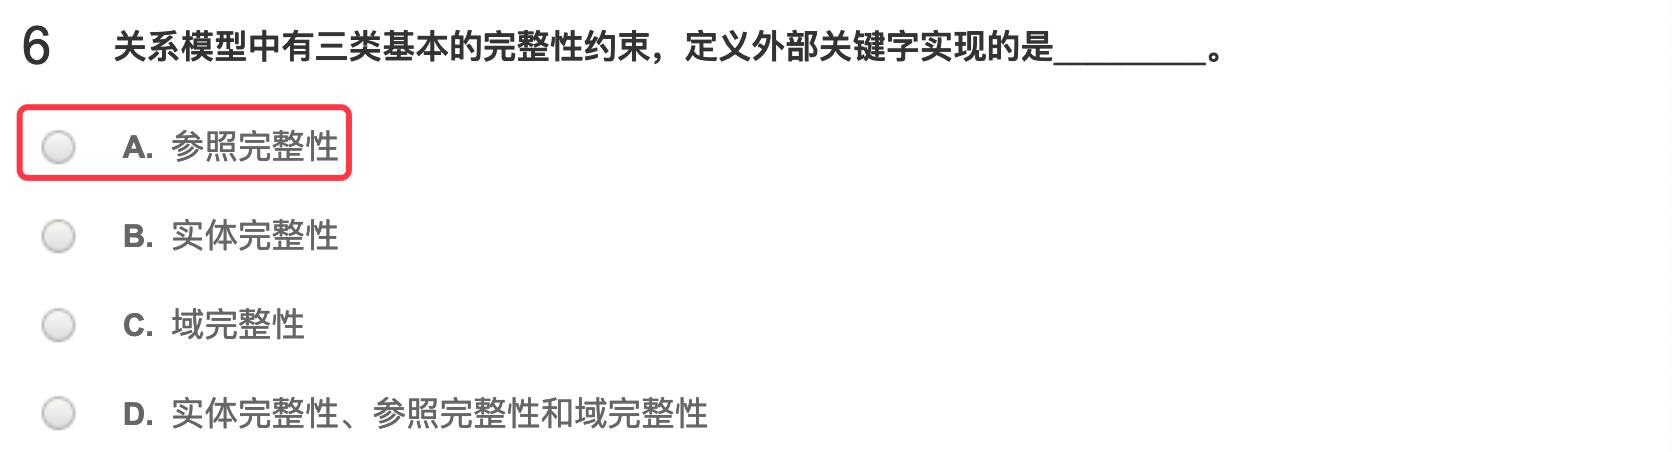 6 关系模型中有三类基本的完整性约束，定义外部关键字实现的是_________。
A. 参照完整性
B. 实体完整性
C. 域完整性
D. 实体完整性、参照完整性和域完整性